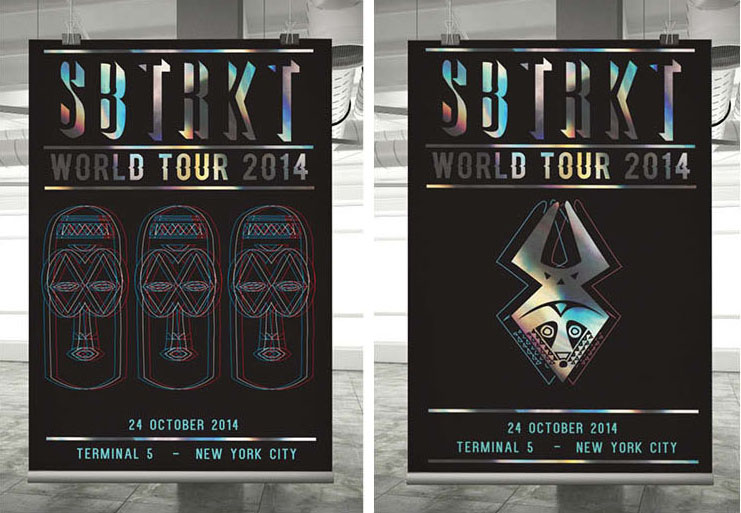 SBTRKT
WORLD TOUR 2014
24 OCTOBER 2014
TERMINAL 5 - NEW YORK CITY
SBTRKT
WORLD TOUR 2014
24 OCTOBER 2014
TERMINAL 5 - NEW YORK CITY